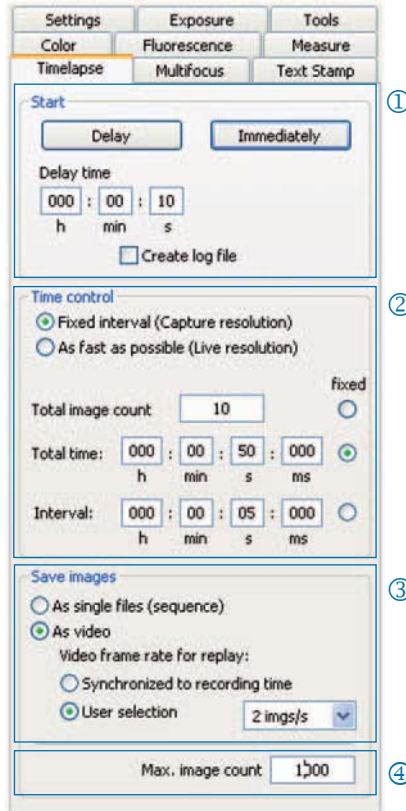 Settings Exposure Tools
Color Fluorescence Measure
Timelapse Multifocus Text Stamp
Start ①
Delay Immediately
Delay time
000 : 00 : 10
h min s
Create log file
Time control ②
Fixed interval (Capture resolution)
As fast as possible (Live resolution)
fixed
Total image count 10
Total time: 000 : 00 : 50 : 000
h min s ms
Interval: 000 : 00 : 05 : 000
h min s ms
Save images ③
As single files (sequence)
As video
Video frame rate for replay:
Synchronized to recording time
User selection 2 imgs/s
Max. image count 1000 ④